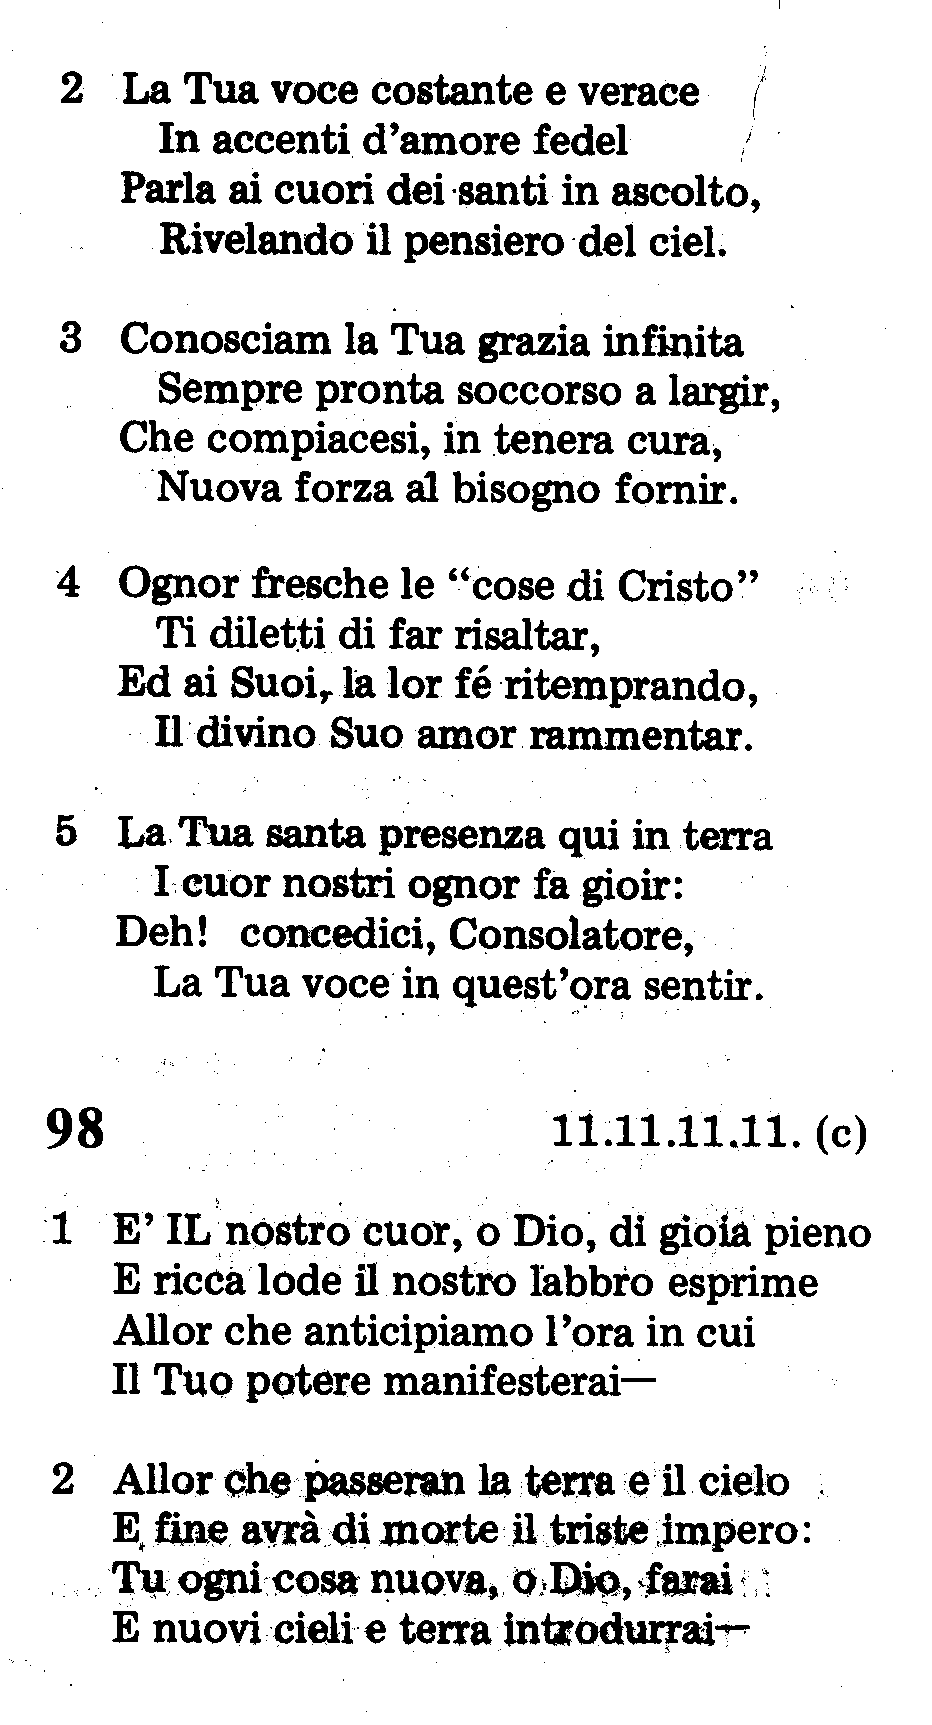 2 La Tua voce costante e verace
In accenti d'amore fedel
Parla ai cuori dei santi in ascolto,
Rivelando il pensiero del ciel.
3 Conosciam la Tua grazia infinita
Sempre pronta soccorso a largir,
Che compiacesi, in tenera cura,
Nuova forza al bisogno fornir.
4 Ognor fresche le “cose di Cristo”
Ti diletti di far risaltar,
Ed ai Suoi, la lor fé ritemprando,
Il divino Suo amor rammentar.
5 La Tua santa presenza qui in terra
I cuor nostri ognor fa gioir:
Deh! concedici, Consolatore,
La Tua voce in quest'ora sentir.
98 11.11.11.11. (c)
1 E' IL nostro cuor, o Dio, di gioia pieno
E ricca lode il nostro labbro esprime
Allor che anticipiamo l'ora in cui
Il Tuo potere manifesterai—
2 Allor che passeran la terra e il cielo
E fine avrà di morte il triste impero:
Tu ogni cosa nuova, o Dio, farai
E nuovi cieli e terra introdurrai—